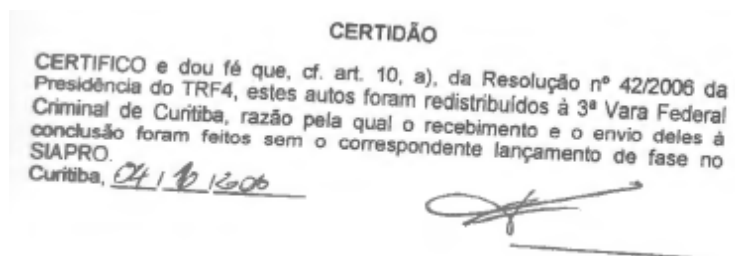 CERTIDÃO
CERTIFICO e dou fé que, cf. art. 10, a), da Resolução nº 42/2006 da
Presidência do TRF4, estes autos foram redistribuídos à 3ª Vara Federal
Criminal de Curitiba, razão pela qual o recebimento e o envio deles à
conclusão foram feitos sem o correspondente lançamento de fase no
SIAPRO.
Curitiba, 04 / 10 /2006